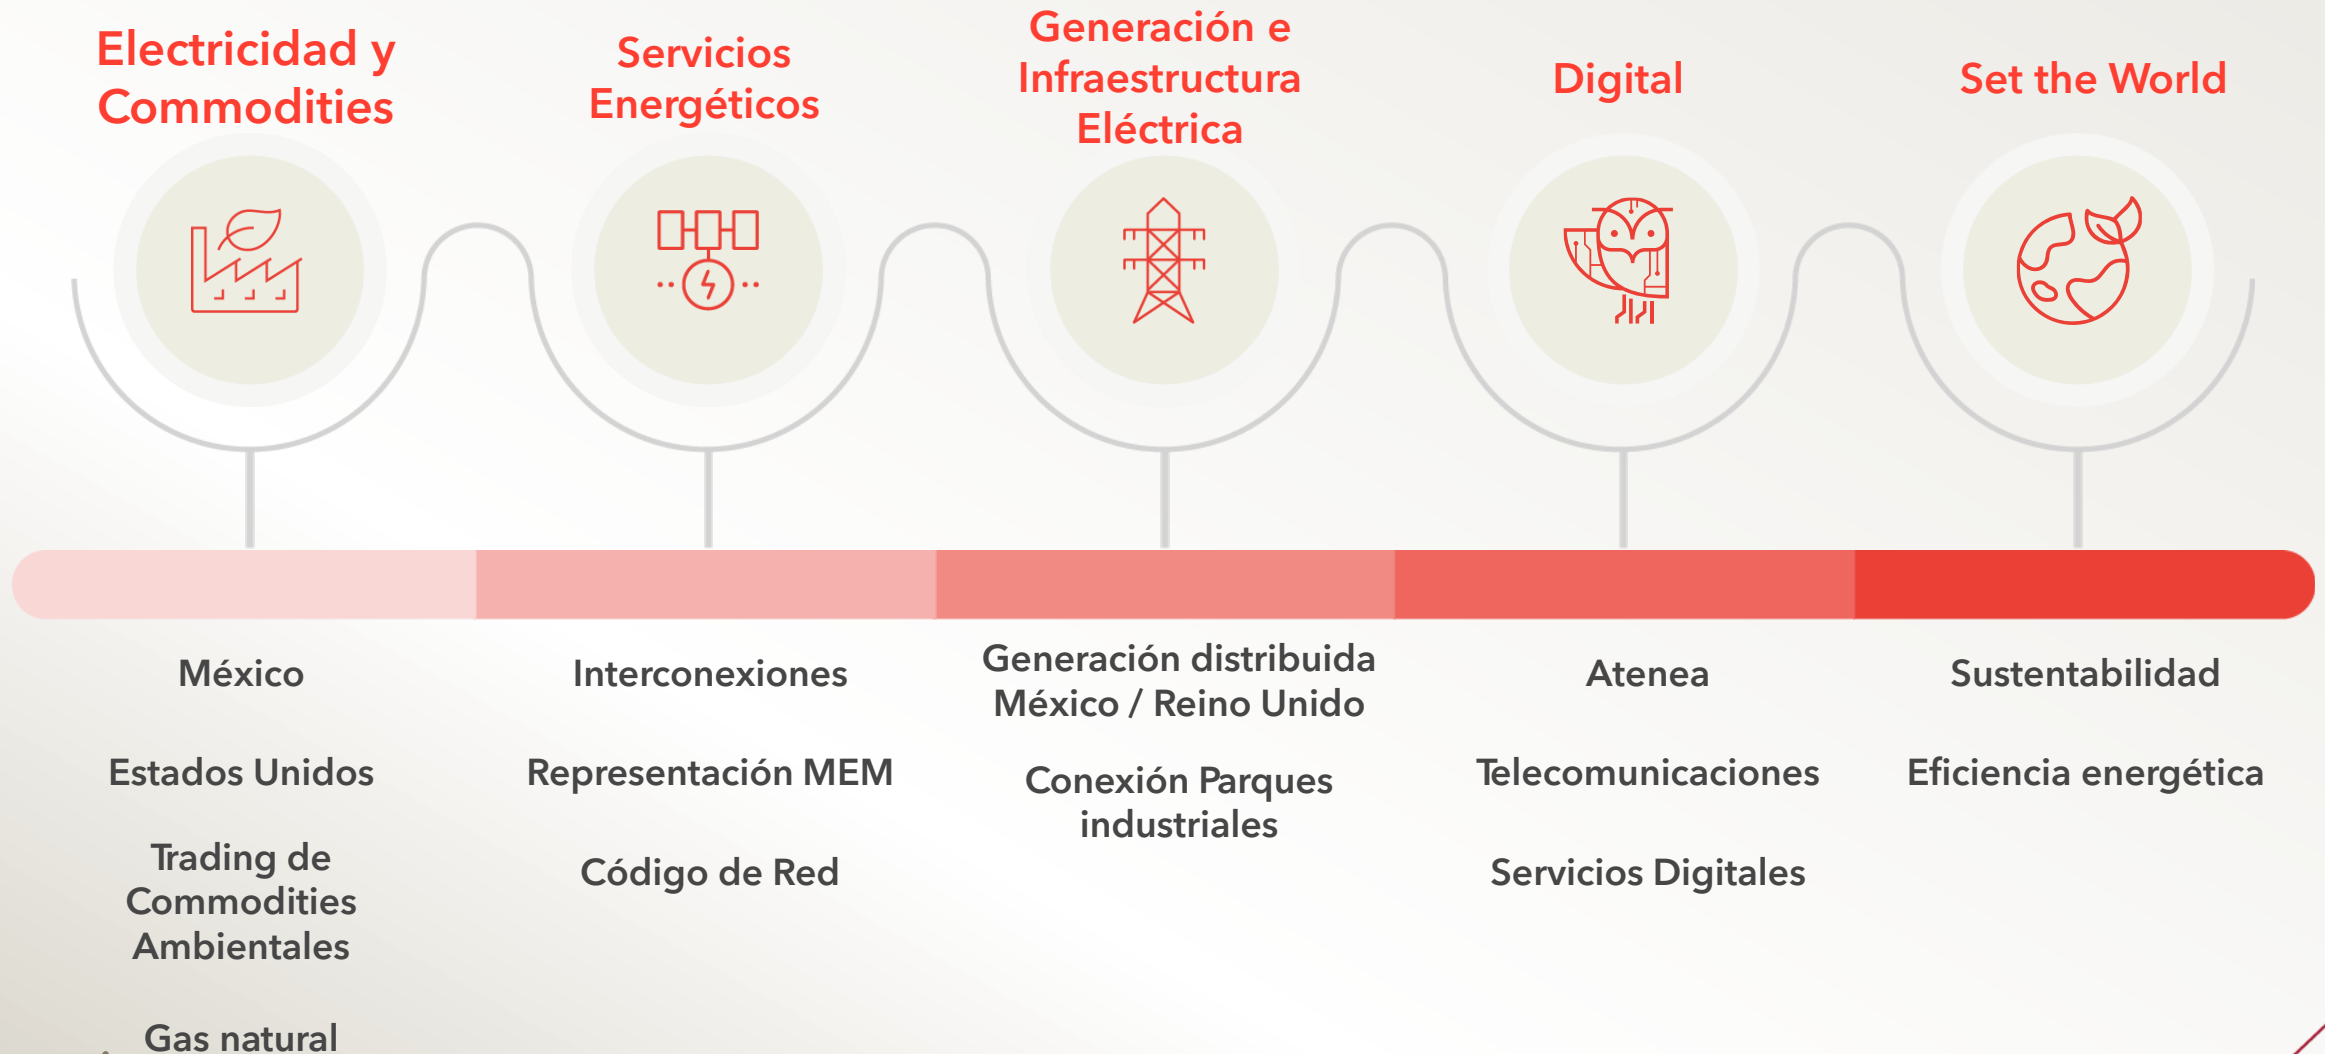 Electricidad y
Commodities
Servicios
Energéticos
Generación e
Infraestructura
Eléctrica
Digital
Set the World
México
Estados Unidos
Trading de
Commodities
Ambientales
Gas natural
Interconexiones
Representación MEM
Código de Red
Generación distribuida
México / Reino Unido
Conexión Parques
industriales
Atenea
Telecomunicaciones
Servicios Digitales
Sustentabilidad
Eficiencia energética